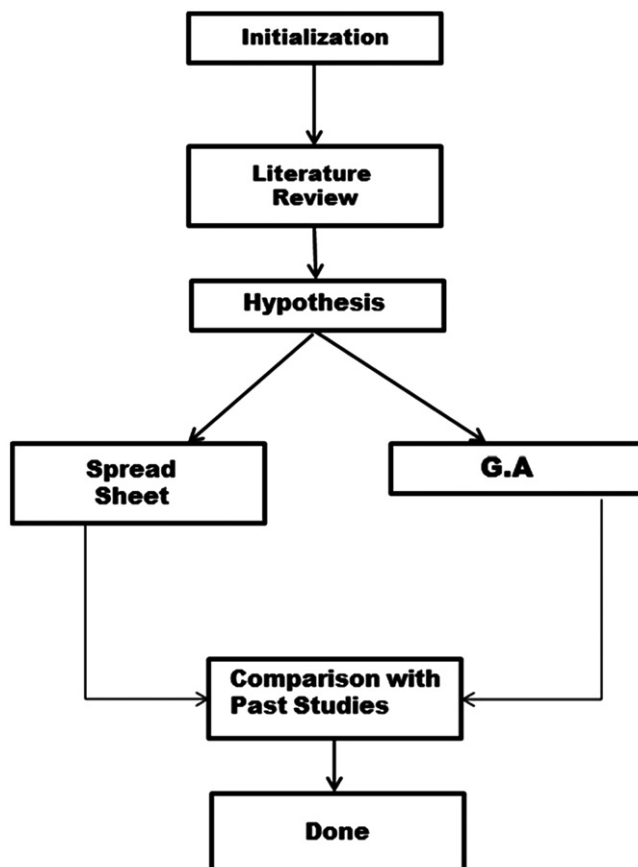 Initialization
Literature
Review
Hypothesis
Spread
Sheet
G.A
Comparison with
Past Studies
Done